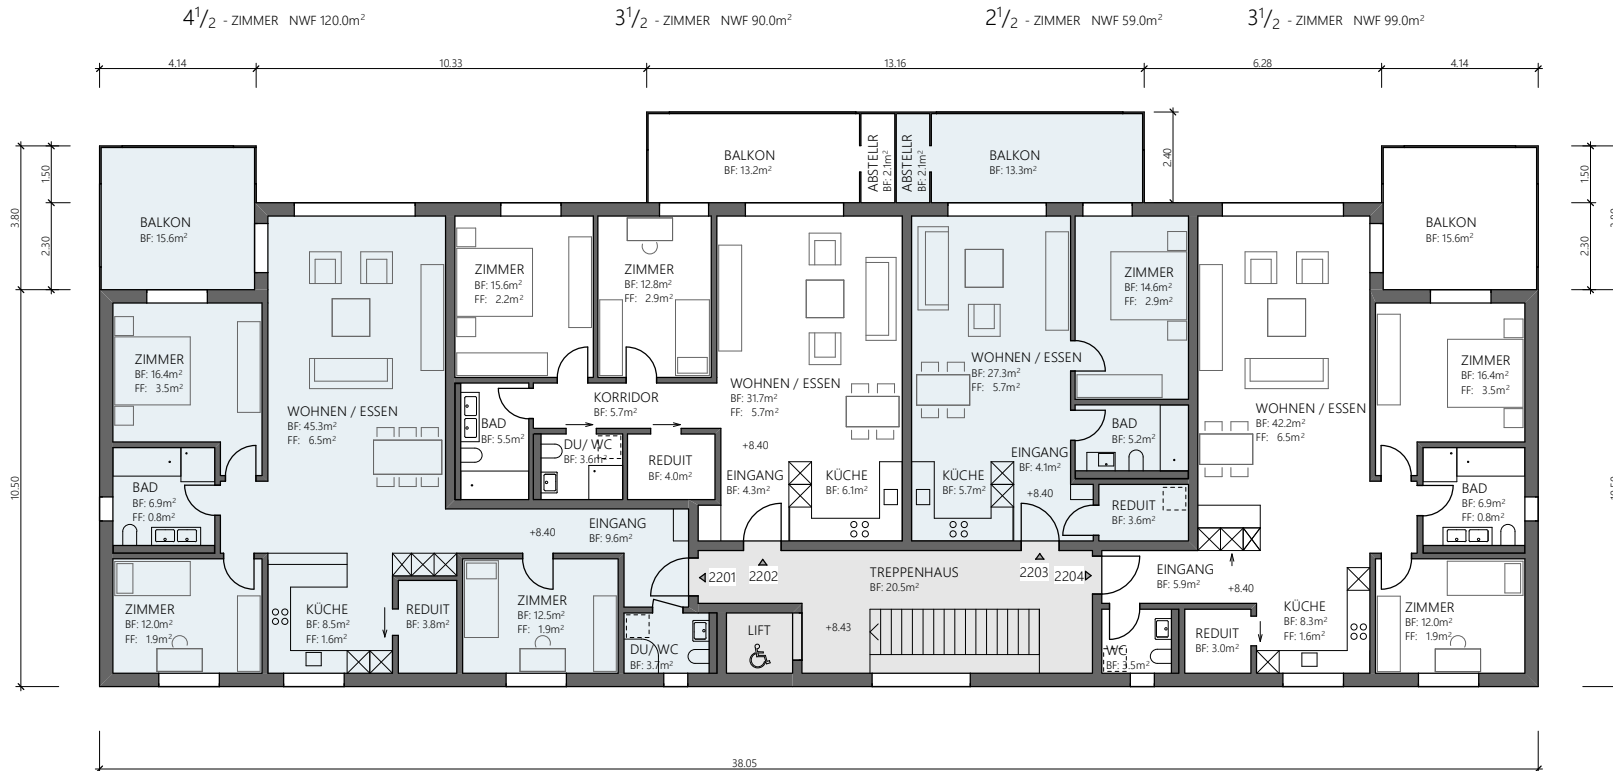 4 1/2 - ZIMMER NWF 120.0m²
3 1/2 - ZIMMER NWF 90.0m²
2 1/2 - ZIMMER NWF 59.0m²
3 1/2 - ZIMMER NWF 99.0m²
4.14
10.33
13.16
6.28
4.14
3.80
1.50
2.30
10.50
2.40
1.50
2.30
BALKON
BF: 15.6m²
BALKON
BF: 13.2m²
ABSTELLR
BF: 2.1m²
ABSTELLR
BF: 2.1m²
BALKON
BF: 13.3m²
BALKON
BF: 15.6m²
ZIMMER
BF: 16.4m²
FF: 3.5m²
WOHNEN / ESSEN
BF: 45.3m²
FF: 6.5m²
ZIMMER
BF: 15.6m²
FF: 2.2m²
ZIMMER
BF: 12.8m²
FF: 2.9m²
WOHNEN / ESSEN
BF: 31.7m²
FF: 5.7m²
WOHNEN / ESSEN
BF: 27.3m²
FF: 5.7m²
ZIMMER
BF: 14.6m²
FF: 2.9m²
WOHNEN / ESSEN
BF: 42.2m²
FF: 6.5m²
ZIMMER
BF: 16.4m²
FF: 3.5m²
KORRIDOR
BF: 5.7m²
BAD
BF: 5.5m²
DU/ WC
BF: 3.6m²
REDUIT
BF: 4.0m²
+8.40
EINGANG
BF: 4.3m²
KÜCHE
BF: 6.1m²
KÜCHE
BF: 5.7m²
EINGANG
BF: 4.1m²
+8.40
BAD
BF: 5.2m²
REDUIT
BF: 3.6m²
BAD
BF: 6.9m²
FF: 0.8m²
BAD
BF: 6.9m²
FF: 0.8m²
+8.40
EINGANG
BF: 9.6m²
2201
2202
TREPPENHAUS
BF: 20.5m²
2203
2204
EINGANG
BF: 5.9m²
+8.40
ZIMMER
BF: 12.0m²
FF: 1.9m²
KÜCHE
BF: 8.5m²
FF: 1.6m²
REDUIT
BF: 3.8m²
ZIMMER
BF: 12.5m²
FF: 1.9m²
DU/ WC
BF: 3.7m²
LIFT
+8.43
WC
BF: 3.5m²
REDUIT
BF: 3.0m²
KÜCHE
BF: 8.3m²
FF: 1.6m²
ZIMMER
BF: 12.0m²
FF: 1.9m²
38.05